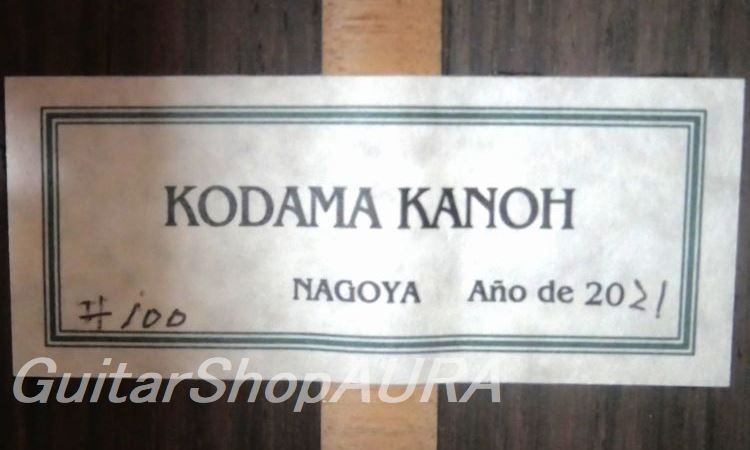 KODAMA KANOH
NAGOYA Año de 2021
#100
GuitarShopAURA